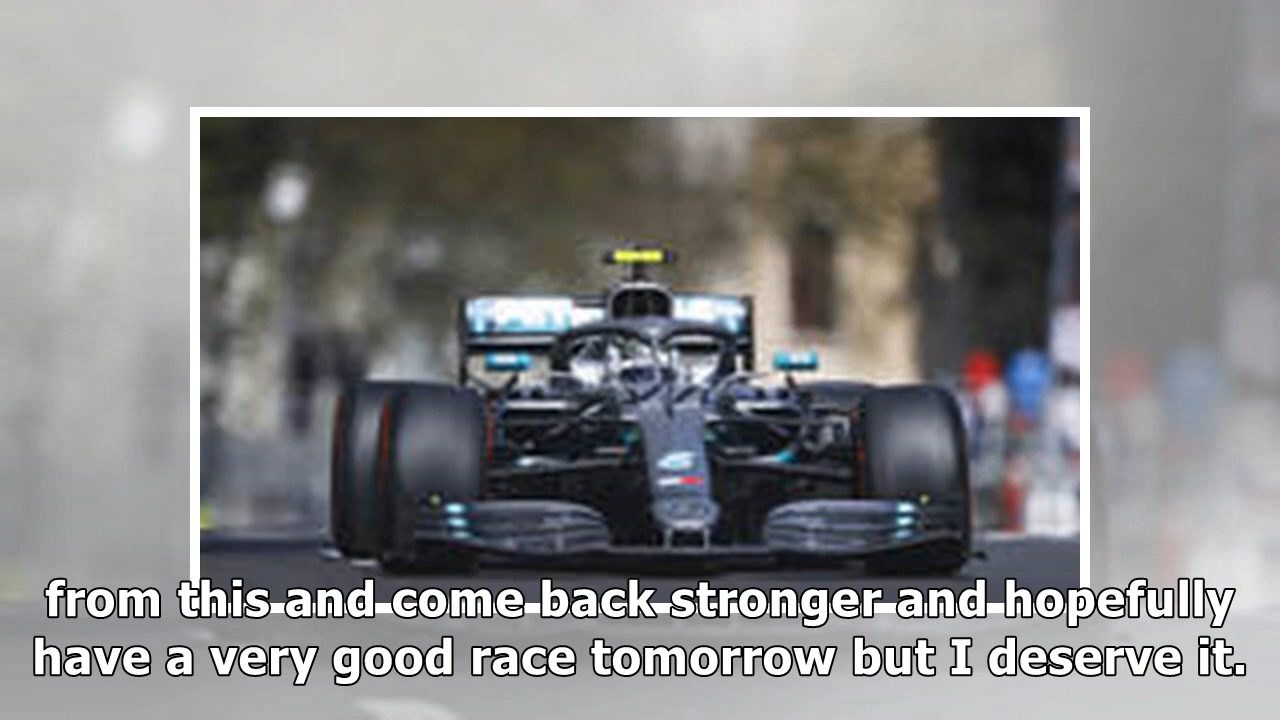 from this and come back stronger and hopefully
have a very good race tomorrow but I deserve it.